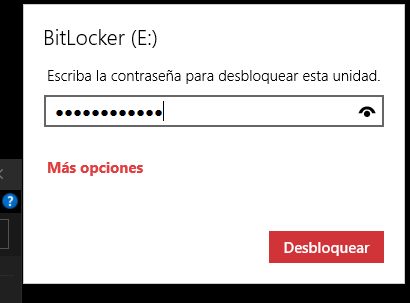 BitLocker (E:)
Escriba la contraseña para desbloquear esta unidad.
••••••••••••
Más opciones
Desbloquear
?